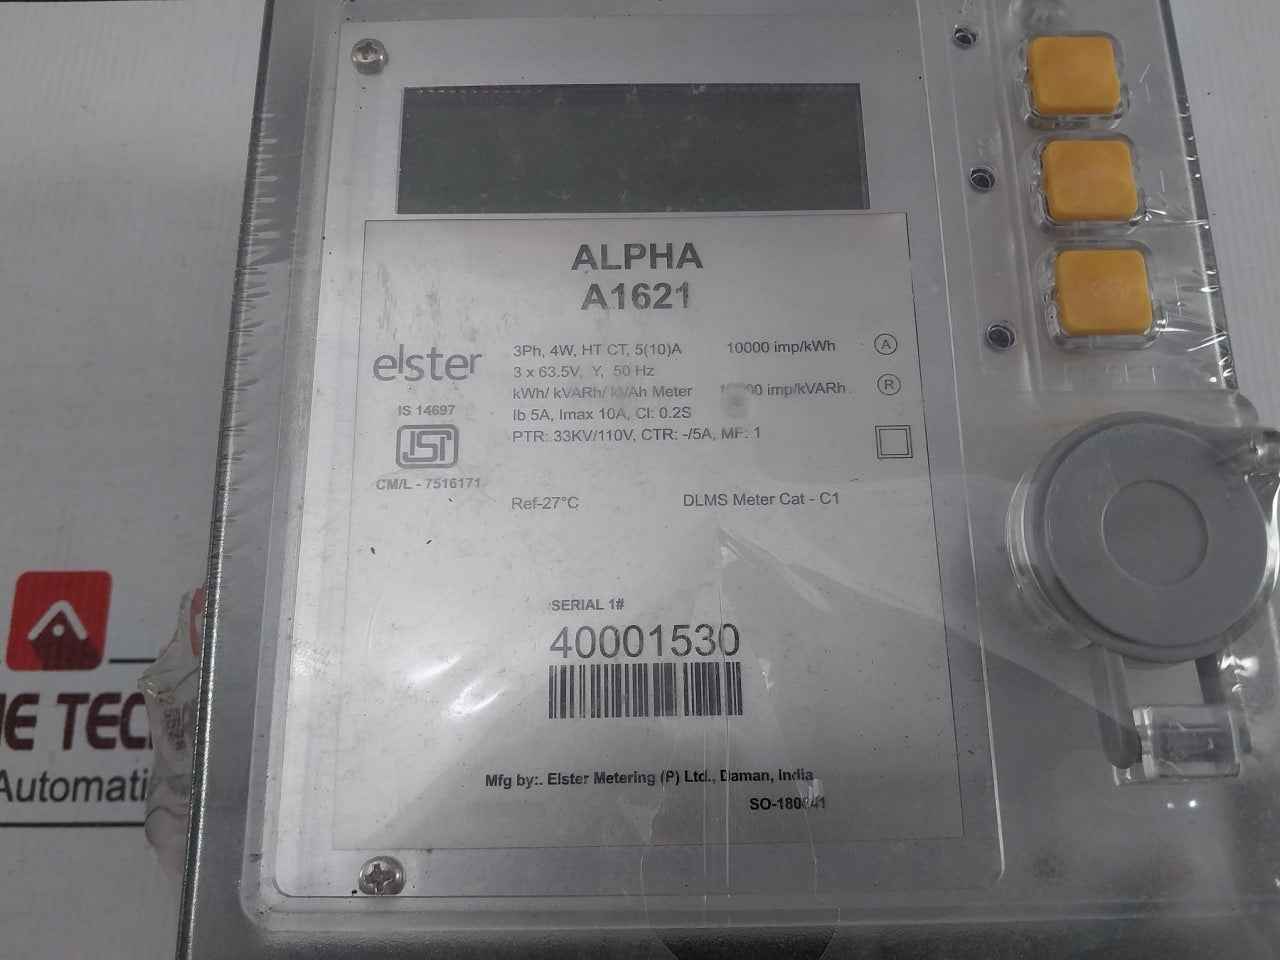 ALPHA
A1621
elster
IS 14697
ISI
CM/L - 7516171
3Ph, 4W, HT CT, 5(10)A 10000 imp/kWh A
3 x 63.5V, Y, 50 Hz
kWh/ kVARh/ kVAh Meter imp/kVARh R
Ib 5A, Imax 10A, Cl: 0.2S
PTR: 33KV/110V, CTR: -/5A, MF: 1
Ref-27°C DLMS Meter Cat - C1
SERIAL 1#
40001530
Mfg by:. Elster Metering (P) Ltd., Daman, India